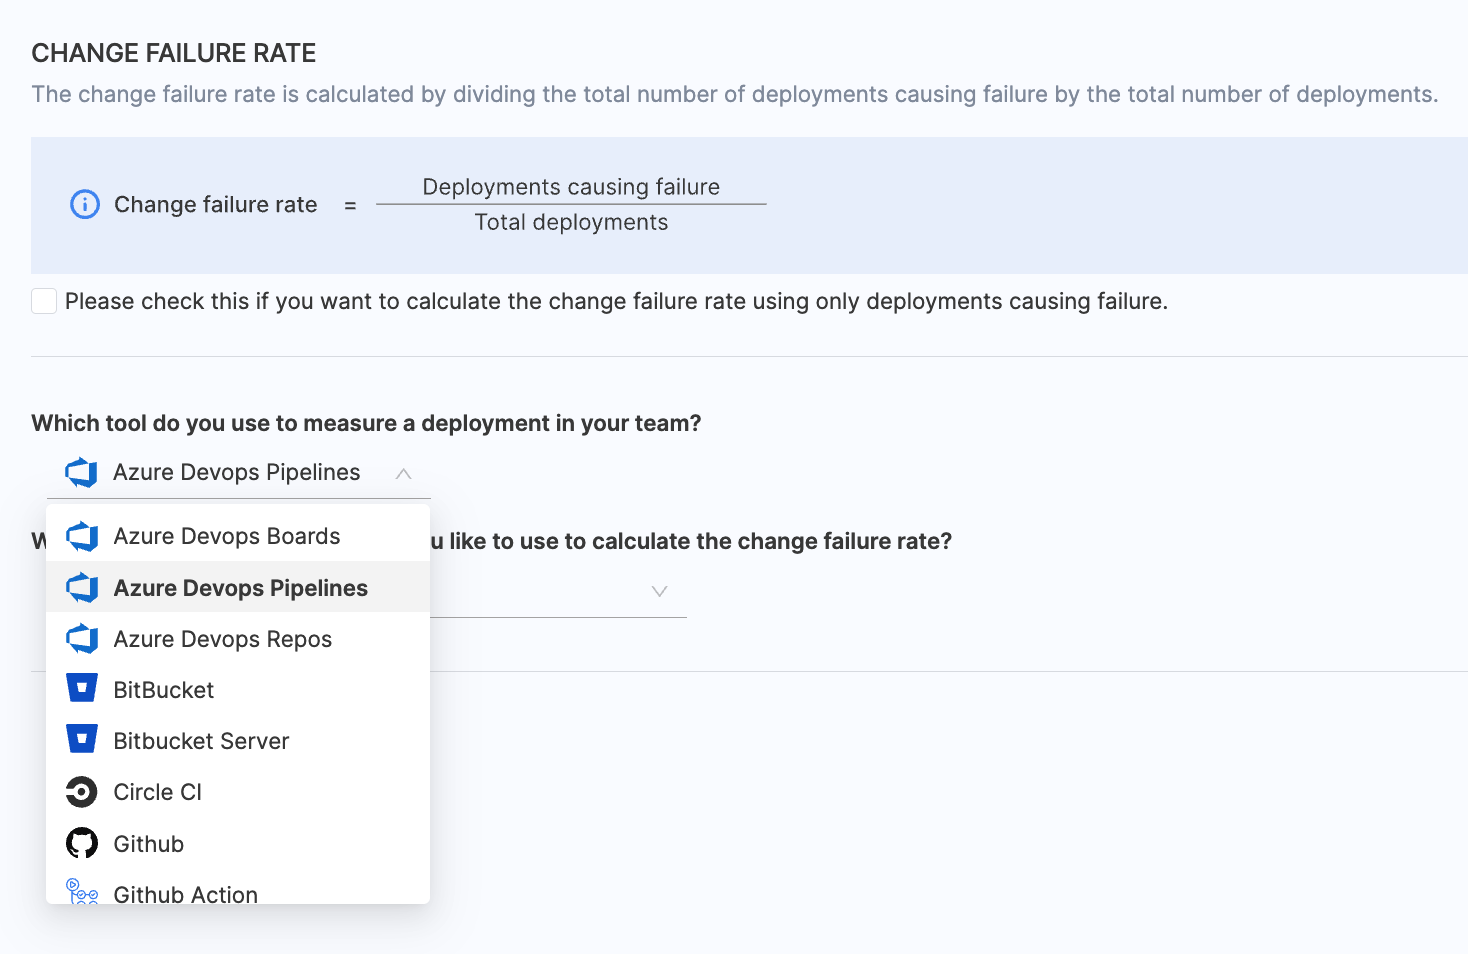 CHANGE FAILURE RATE
The change failure rate is calculated by dividing the total number of deployments causing failure by the total number of deployments.
Change failure rate = Deployments causing failure
Total deployments
Please check this if you want to calculate the change failure rate using only deployments causing failure.
Which tool do you use to measure a deployment in your team?
Azure Devops Pipelines
Azure Devops Boards
like to use to calculate the change failure rate?
Azure Devops Pipelines
Azure Devops Repos
BitBucket
Bitbucket Server
Circle CI
Github
Github Action